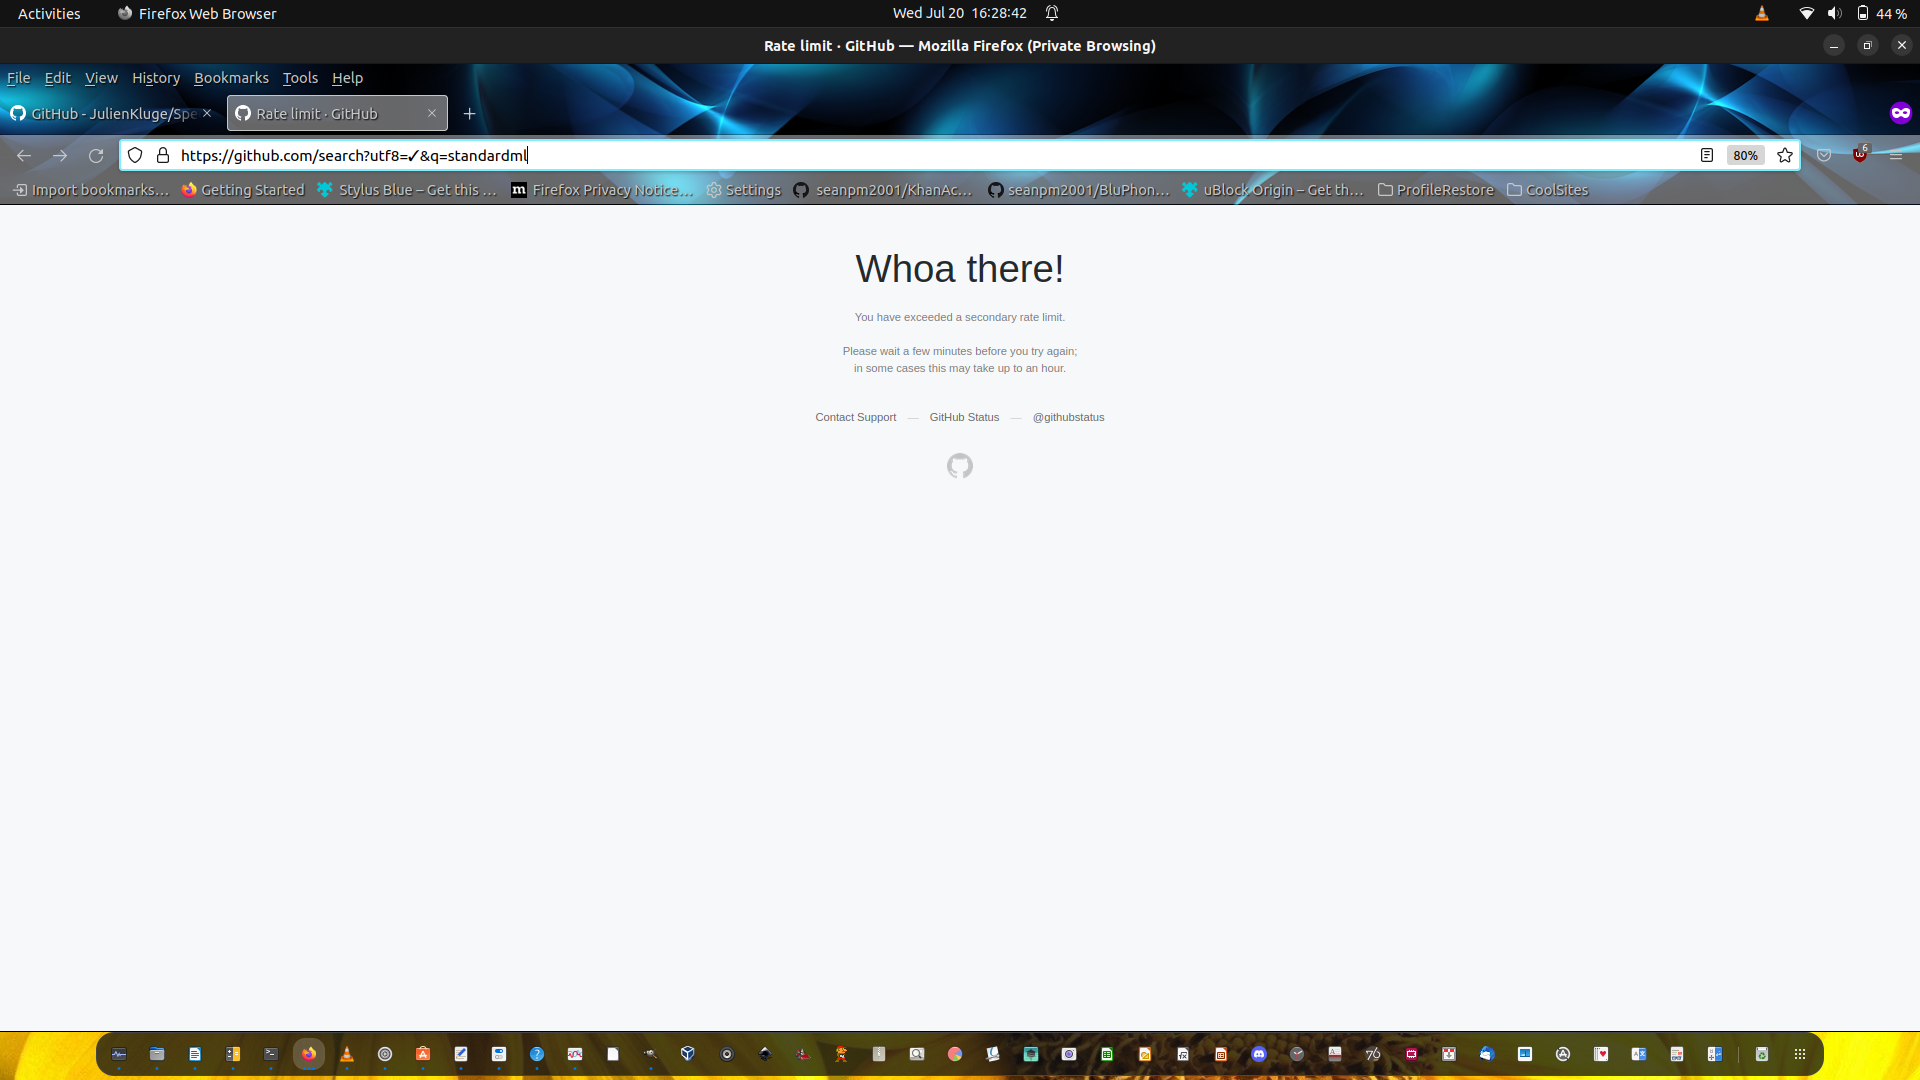 Activities Firefox Web Browser Wed Jul 20 16:28:42 44 %
Rate limit · GitHub — Mozilla Firefox (Private Browsing)
File Edit View History Bookmarks Tools Help
GitHub - JulienKluge/Spe Rate limit · GitHub
https://github.com/search?utf8=✓&q=standardml 80% 6
Import bookmarks… Getting Started Stylus Blue – Get this … m Firefox Privacy Notice… Settings seanpm2001/KhanAc… seanpm2001/BluPhon… uBlock Origin – Get th… ProfileRestore CoolSites
Whoa there!
You have exceeded a secondary rate limit.
Please wait a few minutes before you try again;
in some cases this may take up to an hour.
Contact Support — GitHub Status — @githubstatus